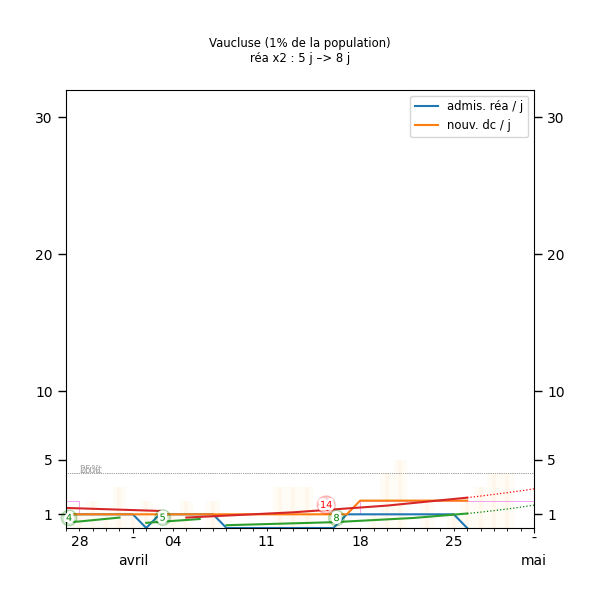 Vaucluse (1% de la population)
réa x2 : 5 j –> 8 j
admis. réa / j
nouv. dc / j
30 30
20 20
10 10
5 5
1 1
4 5 14 8
28 - 04 11 18 25 -
avril mai